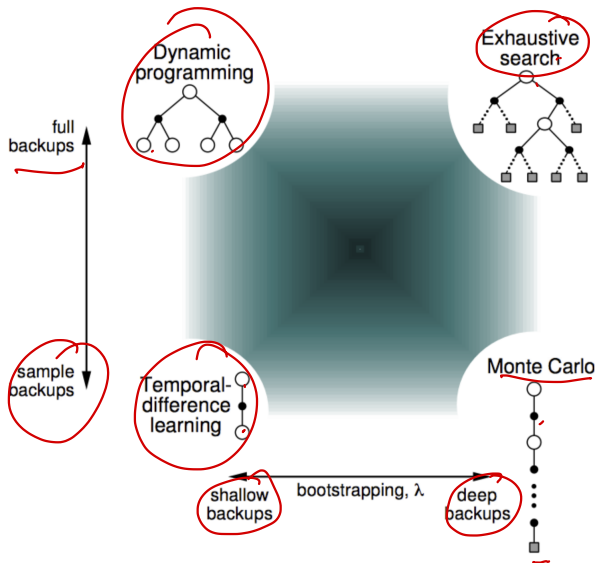 Dynamic
programming
Exhaustive
search
full
backups
sample
backups
Temporal-
difference
learning
Monte Carlo
shallow
backups
bootstrapping, λ
deep
backups